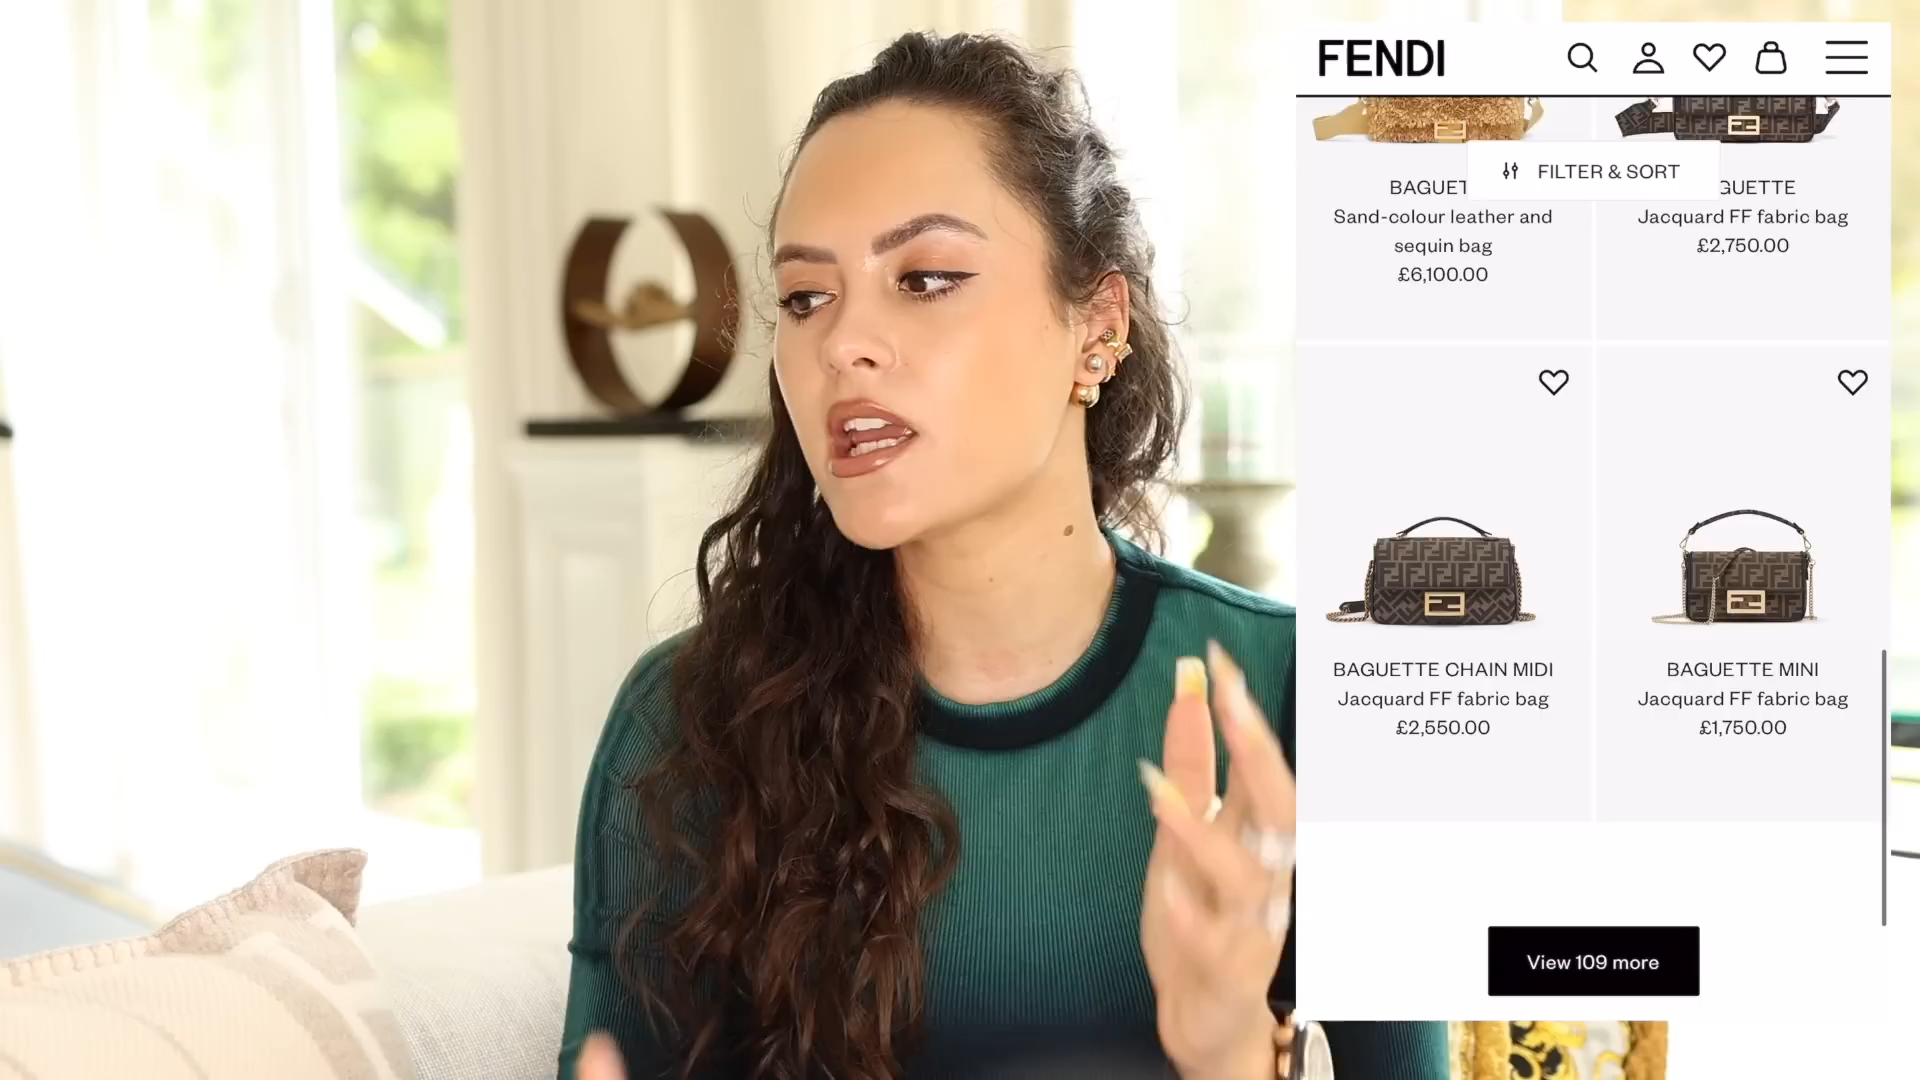 FENDI
FILTER & SORT
BAGUET
Sand-colour leather and
sequin bag
£6,100.00
GUETTE
Jacquard FF fabric bag
£2,750.00
BAGUETTE CHAIN MIDI
Jacquard FF fabric bag
£2,550.00
BAGUETTE MINI
Jacquard FF fabric bag
£1,750.00
View 109 more